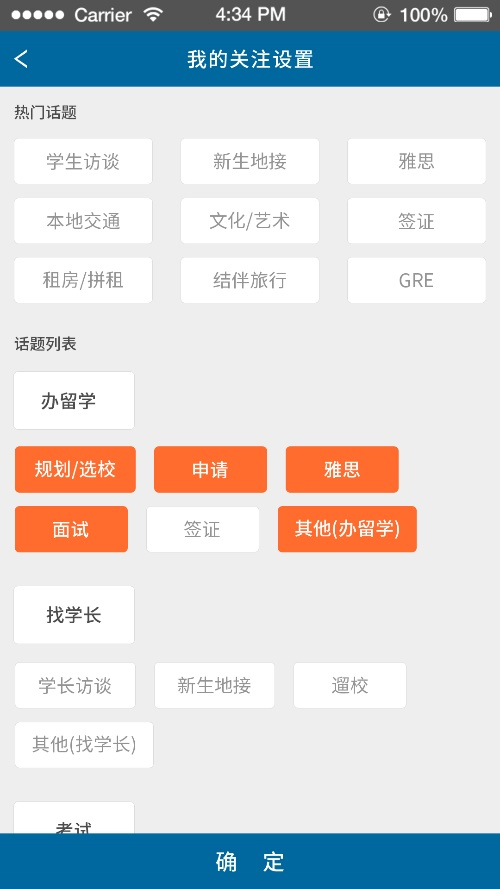 Carrier 4:34 PM 100%
我的关注设置
热门话题
学生访谈 新生地接 雅思
本地交通 文化/艺术 签证
租房/拼租 结伴旅行 GRE
话题列表
办留学
规划/选校 申请 雅思
面试 签证 其他(办留学)
找学长
学长访谈 新生地接 遛校
其他(找学长)
考试
确 定